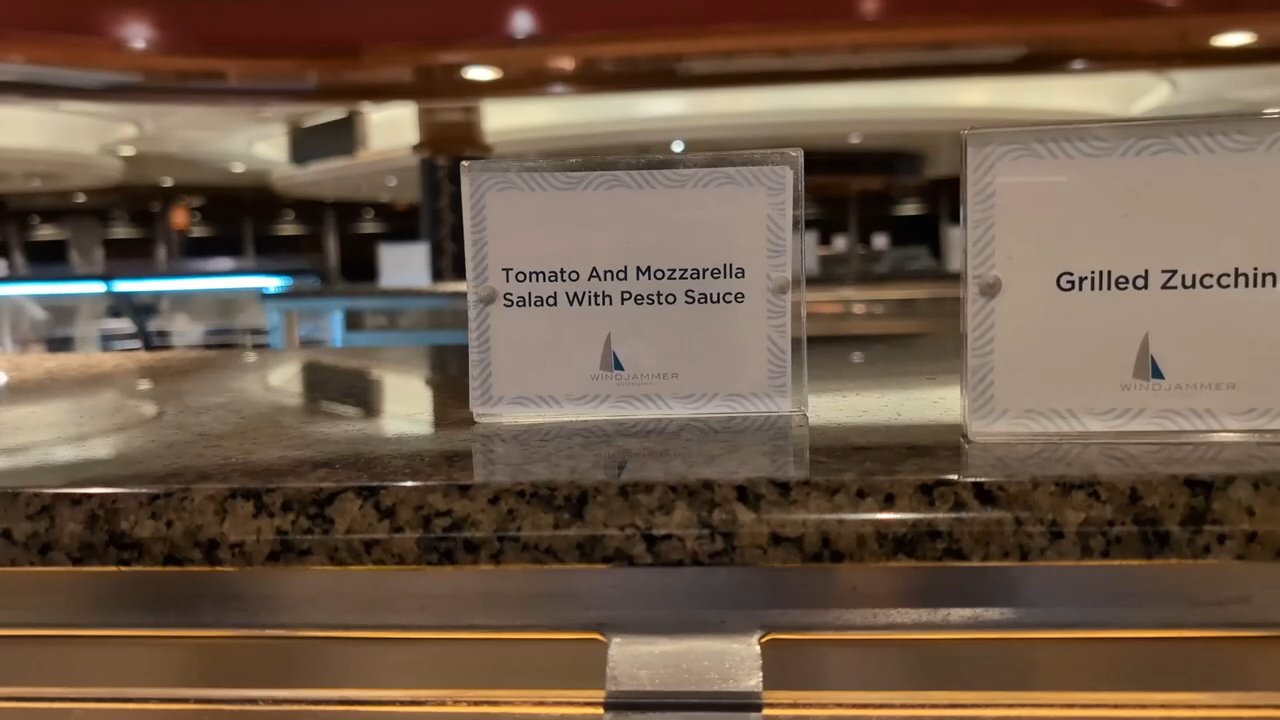 Tomato And Mozzarella
Salad With Pesto Sauce
WINDJAMMER
Grilled Zucchin
WINDJAMMER